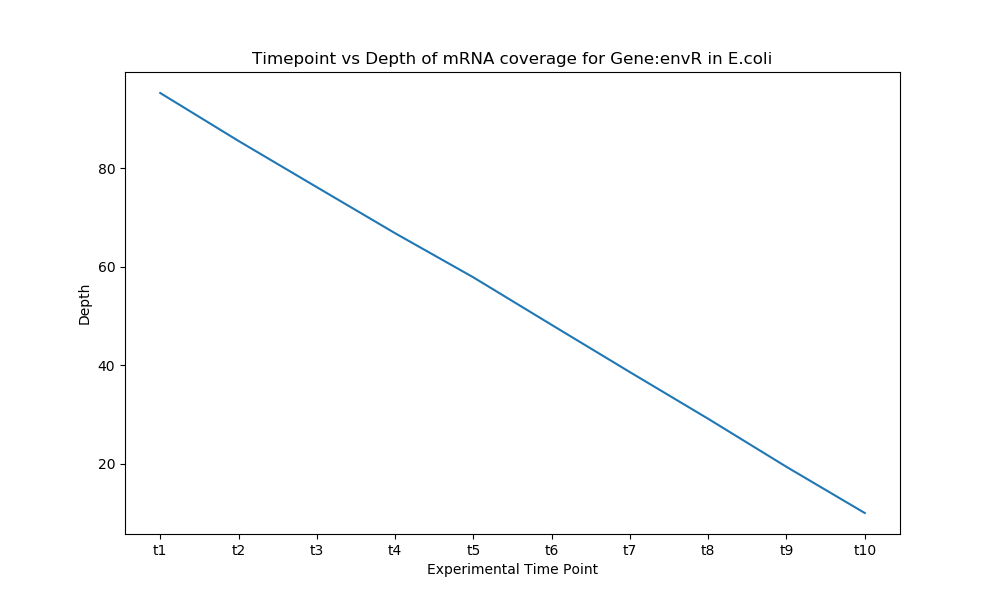 Timepoint vs Depth of mRNA coverage for Gene:envR in E.coli
80
60
40
20
Depth
t1 t2 t3 t4 t5 t6 t7 t8 t9 t10
Experimental Time Point